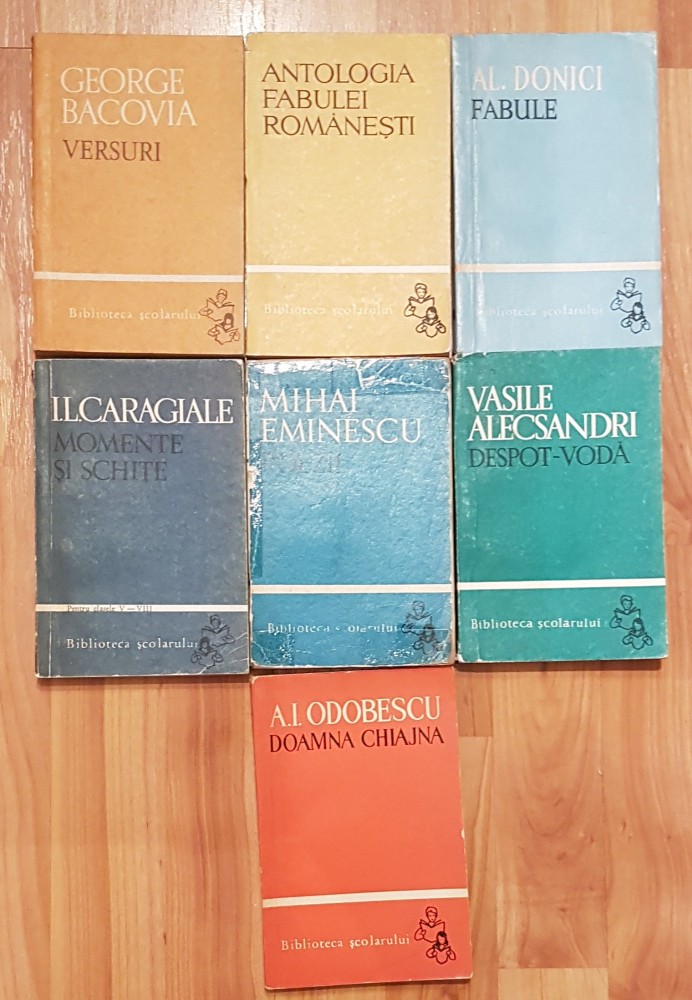 GEORGE
BACOVIA
VERSURI
Biblioteca școlarului
ANTOLOGIA
FABULEI
ROMÂNEȘTI
Biblioteca școlarului
AL. DONICI
FABULE
Biblioteca școlarului
I.L.CARAGIALE
MOMENTE
ȘI SCHIȚE
Pentru clasele V-VIII
Biblioteca școlarului
MIHAI
EMINESCU
POEZII
Biblioteca școlarului
VASILE
ALECSANDRI
DESPOT-VODĂ
Biblioteca școlarului
A.I. ODOBESCU
DOAMNA CHIAJNA
Biblioteca școlarului